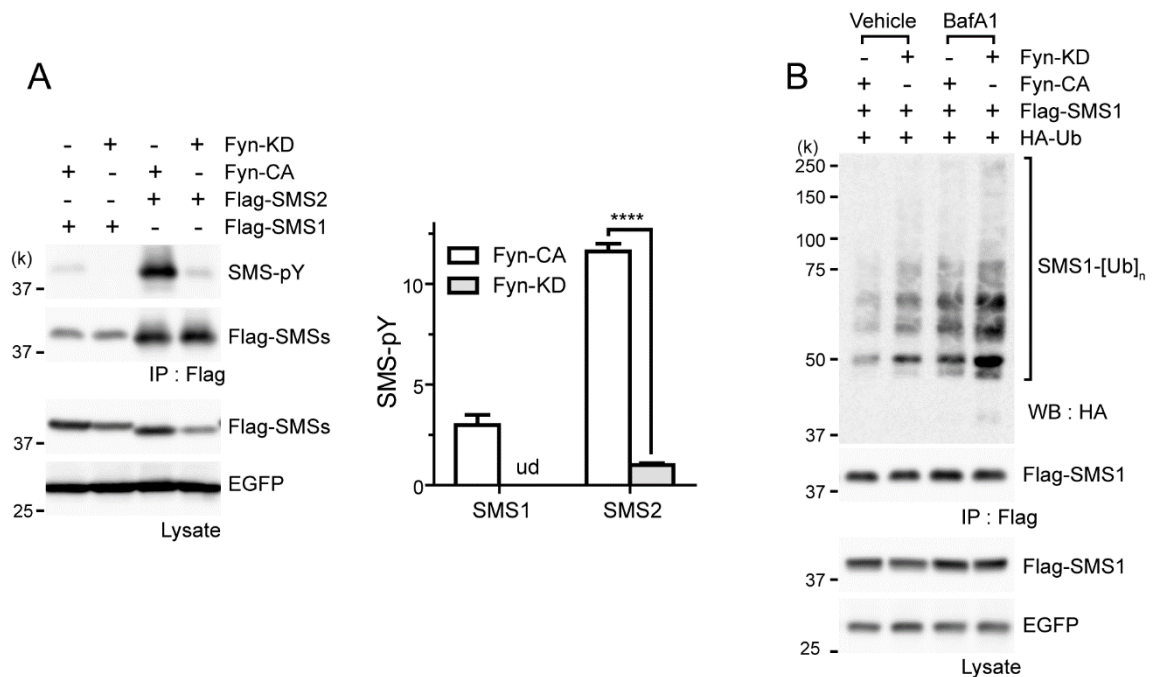 A
- + - + Fyn-KD
+ - + - Fyn-CA
- - + + Flag-SMS2
+ + - - Flag-SMS1
(k)
37 SMS-pY
37 Flag-SMSs
IP : Flag
37 Flag-SMSs
25 EGFP
Lysate
SMS-pY
10
5
0
Fyn-CA
Fyn-KD
****
ud
SMS1 SMS2
B
Vehicle BafA1
- + - + Fyn-KD
+ - + - Fyn-CA
+ + + + Flag-SMS1
+ + + + HA-Ub
(k)
250
150
100
75
50
37
SMS1-[Ub]n
WB : HA
37 Flag-SMS1
IP : Flag
37 Flag-SMS1
25 EGFP
Lysate